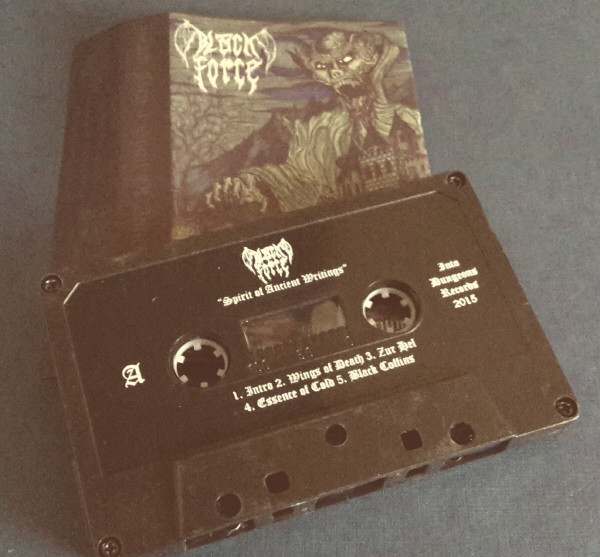 Black
Force
Black
Force
"Spirit of Ancient Writings"
Into
Dungeons
Records
2015
A
1. Intro 2. Wings of Death 3. Zur Hel
4. Essence of Cold 5. Black Coffins